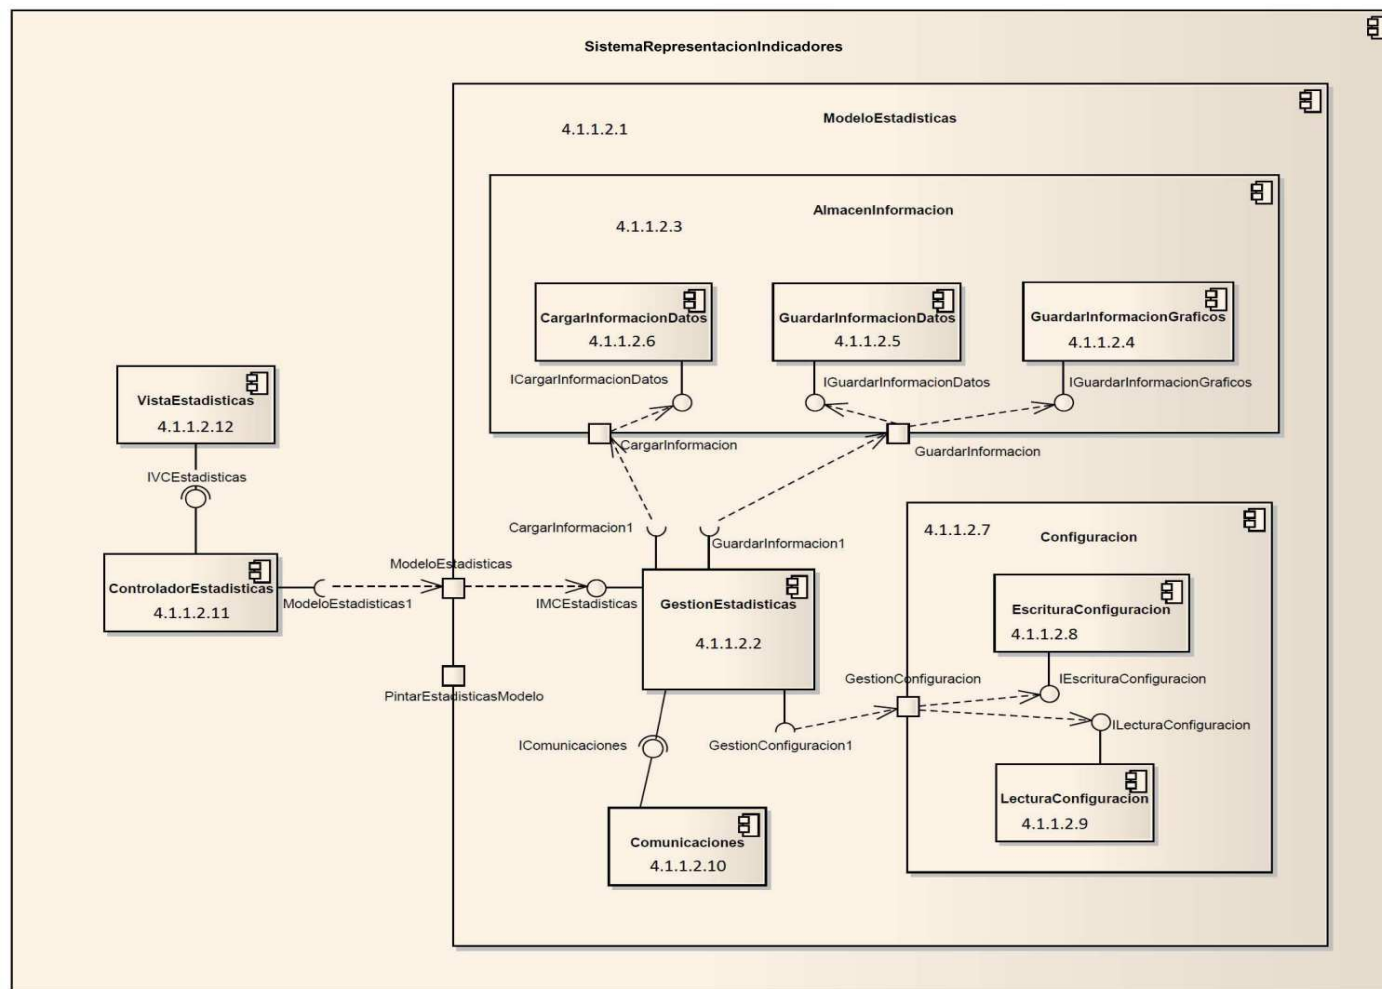 SistemaRepresentacionIndicadores
ModeloEstadisticas
4.1.1.2.1
AlmacenInformacion
4.1.1.2.3
CargarInformacionDatos
4.1.1.2.6
GuardarInformacionDatos
4.1.1.2.5
GuardarInformacionGraficos
4.1.1.2.4
ICargarInformacionDatos
IGuardarInformacionDatos
IGuardarInformacionGraficos
CargarInformacion
GuardarInformacion
VistaEstadisticas
4.1.1.2.12
IVCEstadisticas
ControladorEstadisticas
4.1.1.2.11
ModeloEstadisticas1
ModeloEstadisticas
IMCEstadisticas
PintarEstadisticasModelo
CargarInformacion1
GuardarInformacion1
GestionEstadisticas
4.1.1.2.2
IComunicaciones
GestionConfiguracion1
Comunicaciones
4.1.1.2.10
GestionConfiguracion
4.1.1.2.7
Configuracion
EscrituraConfiguracion
4.1.1.2.8
IEscrituraConfiguracion
ILecturaConfiguracion
LecturaConfiguracion
4.1.1.2.9